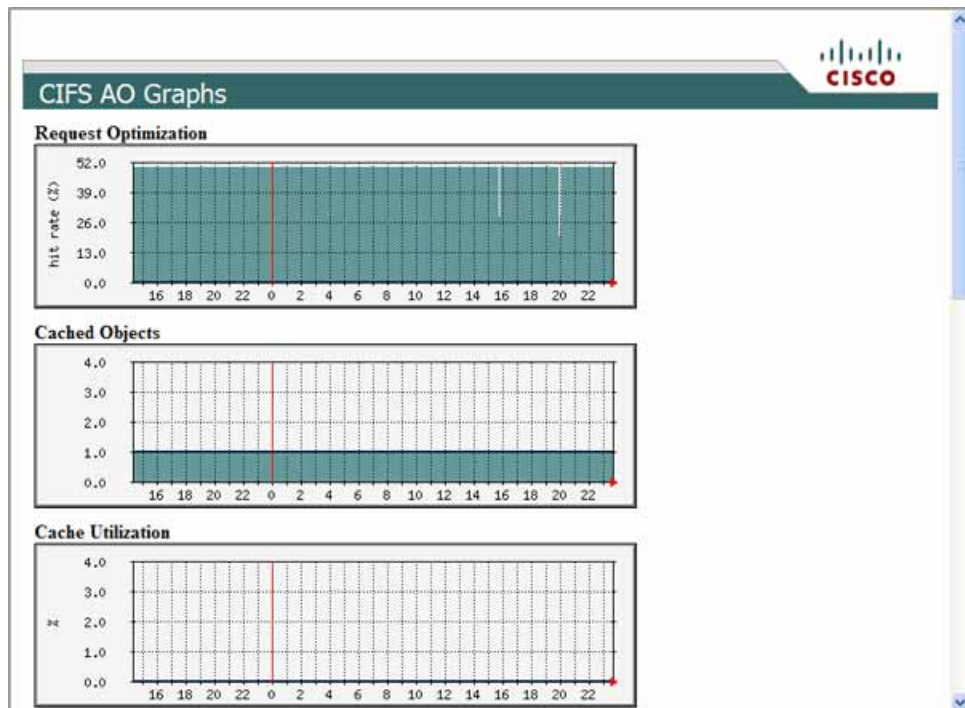 CISCO
CIFS AO Graphs
Request Optimization
52.0
39.0
26.0
13.0
0.0
hit rate (%)
16 18 20 22 0 2 4 6 8 10 12 14 16 18 20 22
Cached Objects
4.0
3.0
2.0
1.0
0.0
16 18 20 22 0 2 4 6 8 10 12 14 16 18 20 22
Cache Utilization
4.0
3.0
2.0
1.0
0.0
%
16 18 20 22 0 2 4 6 8 10 12 14 16 18 20 22